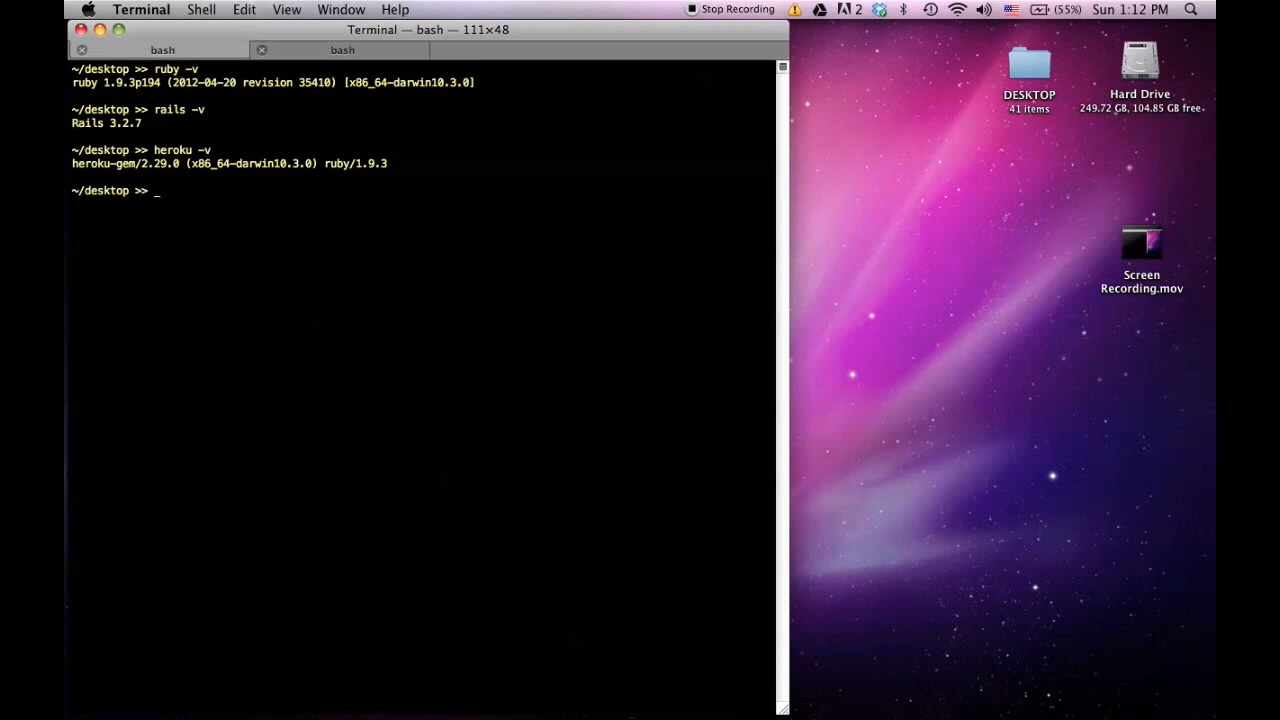 Terminal Shell Edit View Window Help Stop Recording 2 (55%) Sun 1:12 PM
Terminal — bash — 111×48
bash bash
~/desktop >> ruby -v
ruby 1.9.3p194 (2012-04-20 revision 35410) [x86_64-darwin10.3.0]
~/desktop >> rails -v
Rails 3.2.7
~/desktop >> heroku -v
heroku-gem/2.29.0 (x86_64-darwin10.3.0) ruby/1.9.3
~/desktop >> _
DESKTOP
41 items
Hard Drive
249.72 GB, 104.85 GB free
Screen
Recording.mov